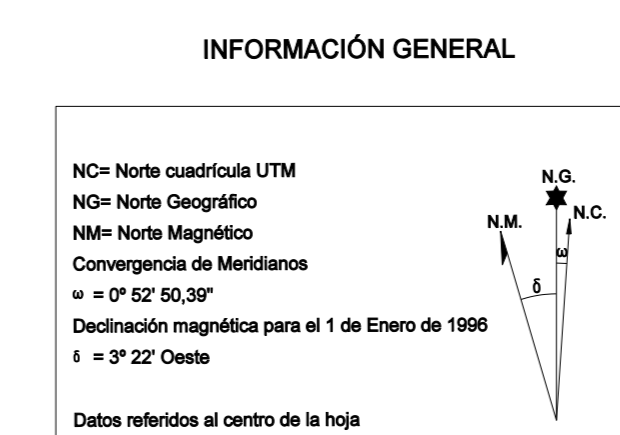 INFORMACIÓN GENERAL
NC= Norte cuadrícula UTM
NG= Norte Geográfico
NM= Norte Magnético
Convergencia de Meridianos
ω = 0º 52' 50,39"
Declinación magnética para el 1 de Enero de 1996
δ = 3º 22' Oeste
Datos referidos al centro de la hoja
N.G.
N.C.
N.M.
ω
δ